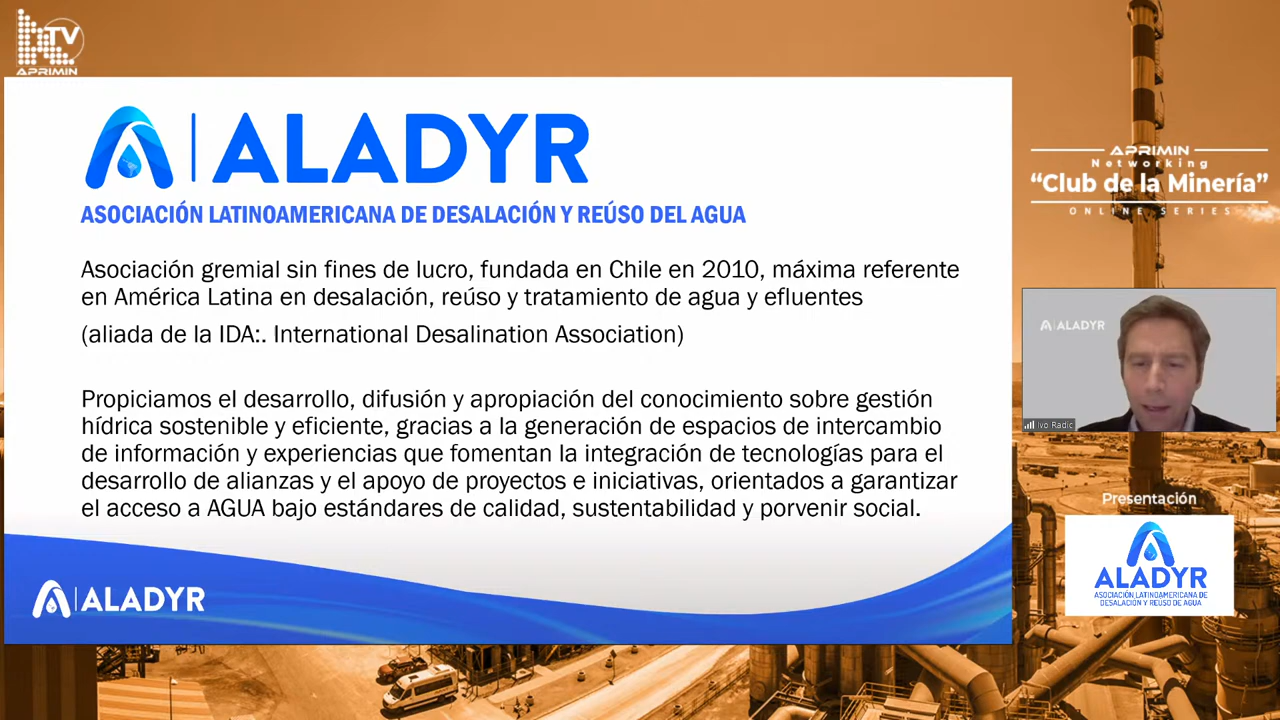 TV
APRIMIN
ALADYR
ASOCIACIÓN LATINOAMERICANA DE DESALACIÓN Y REÚSO DEL AGUA
Asociación gremial sin fines de lucro, fundada en Chile en 2010, máxima referente
en América Latina en desalación, reúso y tratamiento de agua y efluentes
(aliada de la IDA:. International Desalination Association)
Propiciamos el desarrollo, difusión y apropiación del conocimiento sobre gestión
hídrica sostenible y eficiente, gracias a la generación de espacios de intercambio
de información y experiencias que fomentan la integración de tecnologías para el
desarrollo de alianzas y el apoyo de proyectos e iniciativas, orientados a garantizar
el acceso a AGUA bajo estándares de calidad, sustentabilidad y porvenir social.
ALADYR
APRIMIN
Networking
“Club de la Minería”
ONLINE SERIES
ALADYR
Ivo Radic
Presentación
ALADYR
ASOCIACIÓN LATINOAMERICANA DE
DESALACIÓN Y REUSO DE AGUA